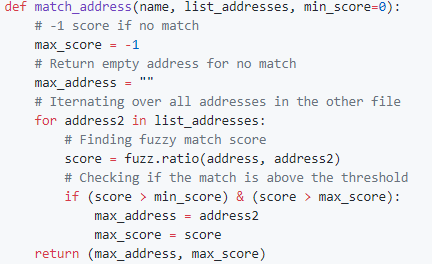 def match_address(name, list_addresses, min_score=0):
    # -1 score if no match
    max_score = -1
    # Return empty address for no match
    max_address = ""
    # Iternating over all addresses in the other file
    for address2 in list_addresses:
        # Finding fuzzy match score
        score = fuzz.ratio(address, address2)
        # Checking if the match is above the threshold
        if (score > min_score) & (score > max_score):
            max_address = address2
            max_score = score
    return (max_address, max_score)